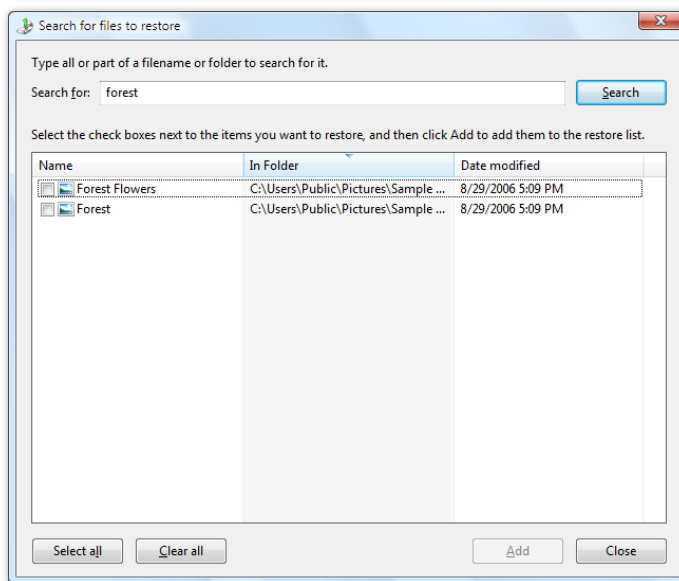 Search for files to restore
Type all or part of a filename or folder to search for it.
Search for: forest Search
Select the check boxes next to the items you want to restore, and then click Add to add them to the restore list.
Name In Folder Date modified
Forest Flowers C:\Users\Public\Pictures\Sample ... 8/29/2006 5:09 PM
Forest C:\Users\Public\Pictures\Sample ... 8/29/2006 5:09 PM
Select all Clear all Add Close